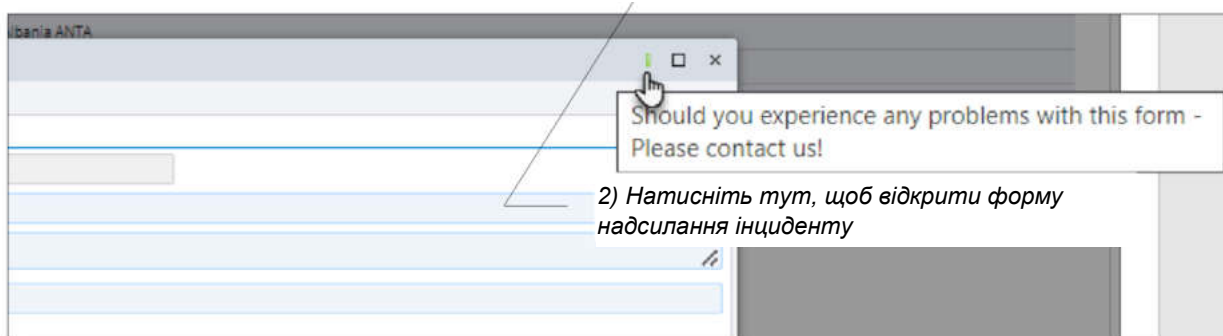 lbania ANTA
Should you experience any problems with this form -
Please contact us!
2) Натисніть тут, щоб відкрити форму
надсилання інциденту